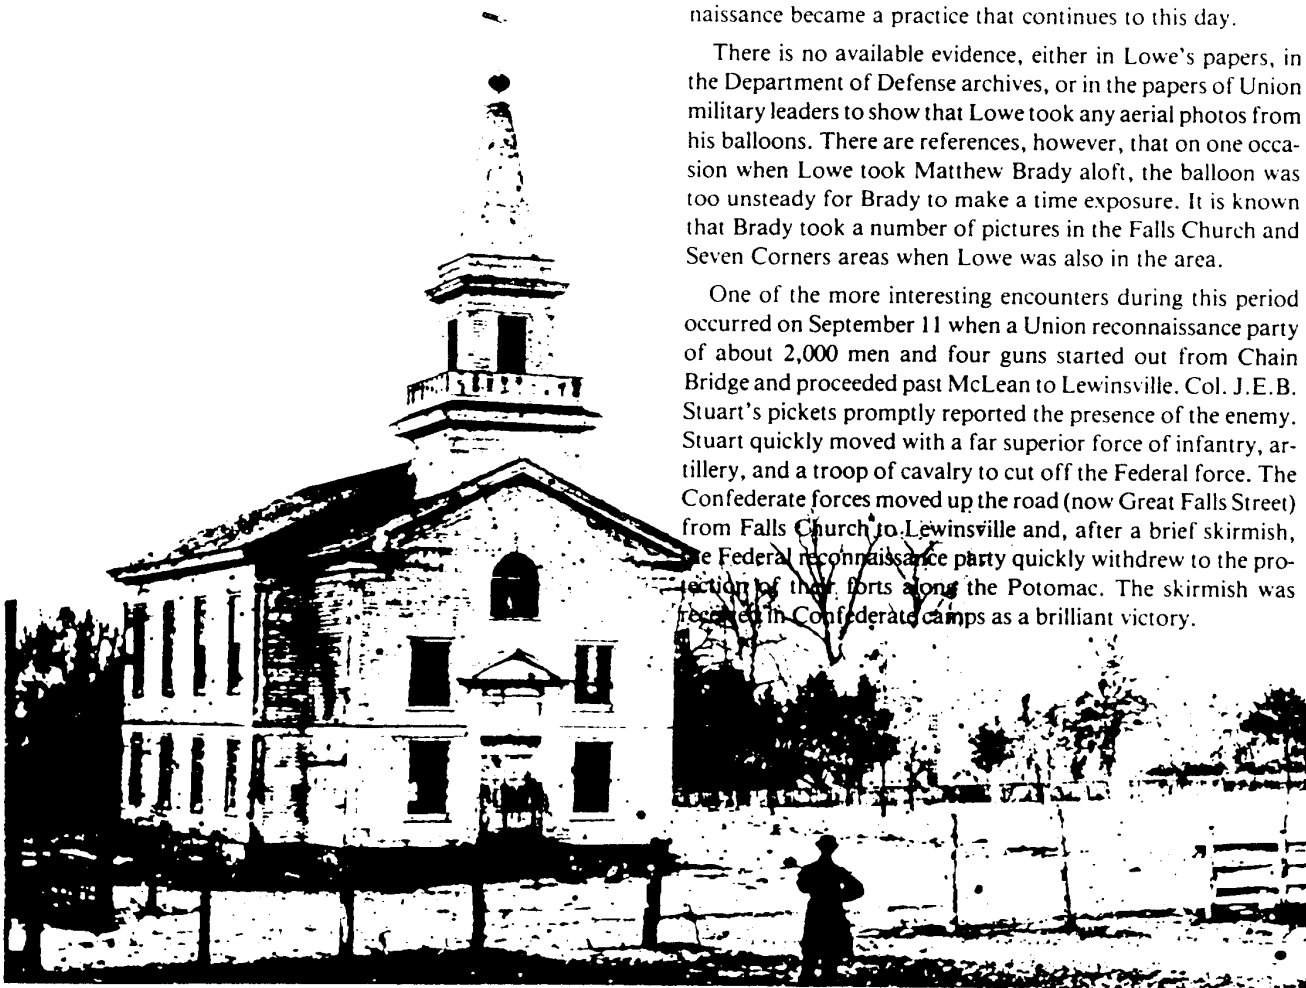 naissance became a practice that continues to this day.
There is no available evidence, either in Lowe's papers, in
the Department of Defense archives, or in the papers of Union
military leaders to show that Lowe took any aerial photos from
his balloons. There are references, however, that on one occa-
sion when Lowe took Matthew Brady aloft, the balloon was
too unsteady for Brady to make a time exposure. It is known
that Brady took a number of pictures in the Falls Church and
Seven Corners areas when Lowe was also in the area.
One of the more interesting encounters during this period
occurred on September 11 when a Union reconnaissance party
of about 2,000 men and four guns started out from Chain
Bridge and proceeded past McLean to Lewinsville. Col. J.E.B.
Stuart's pickets promptly reported the presence of the enemy.
Stuart quickly moved with a far superior force of infantry, ar-
tillery, and a troop of cavalry to cut off the Federal force. The
Confederate forces moved up the road (now Great Falls Street)
from Falls Church to Lewinsville and, after a brief skirmish,
the Federal reconnaissance party quickly withdrew to the pro-
tection of their forts along the Potomac. The skirmish was
in Confederate camps as a brilliant victory.